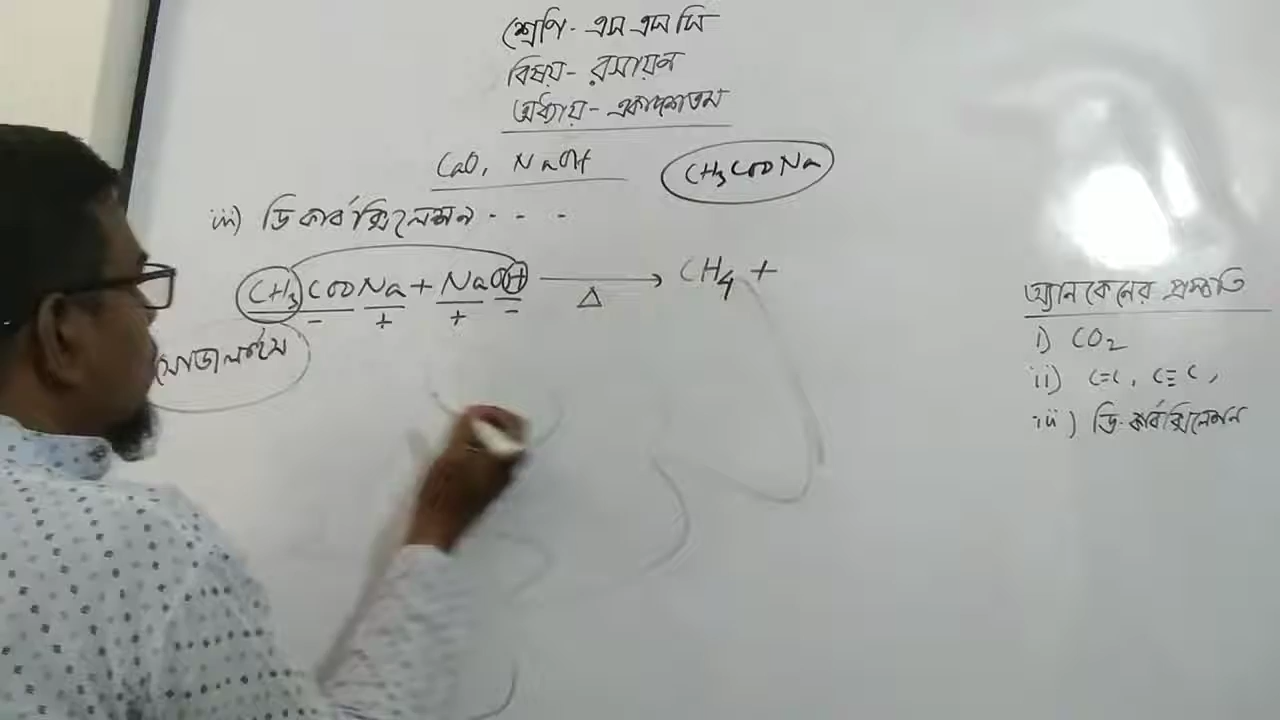 শ্রেণি- এস এস সি
বিষয়- রসায়ন
অধ্যায়- একাদশতম
CaO, NaOH
CH₃COONa
iii) ডি কার্বক্সিলেশন - - -
CH₃COONa + NaOH ⟶ CH₄ +
Δ
- + + -
সোডালাইম
অ্যালকেনের প্রস্তুতি
i) CO₂
ii) C=C, C≡C,
iii) ডি-কার্বক্সিলেশন